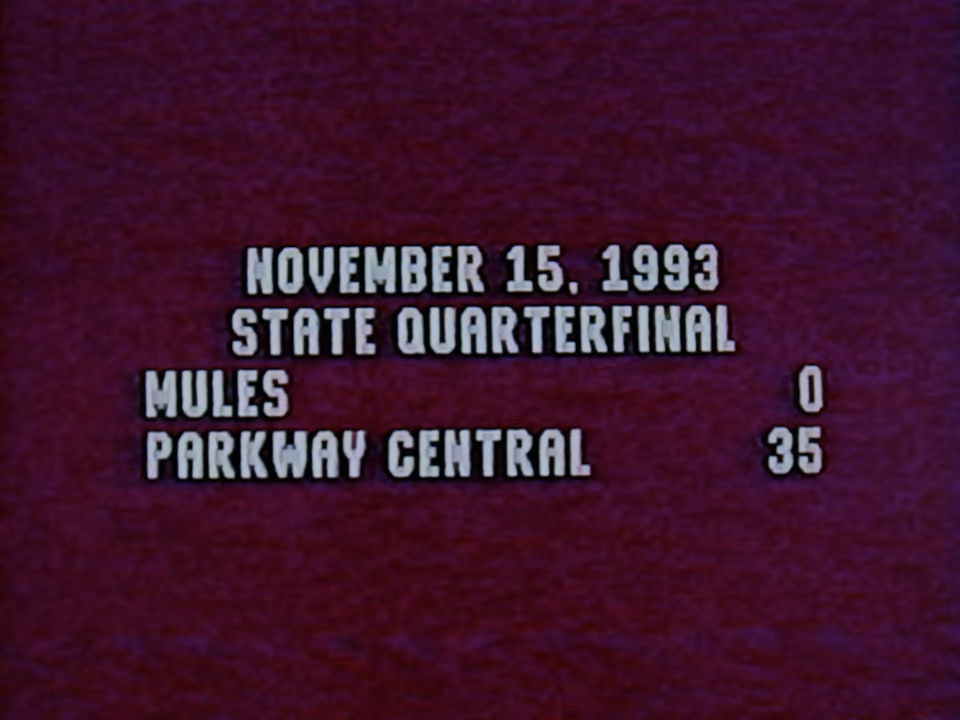 NOVEMBER 15, 1993
STATE QUARTERFINAL
MULES 0
PARKWAY CENTRAL 35